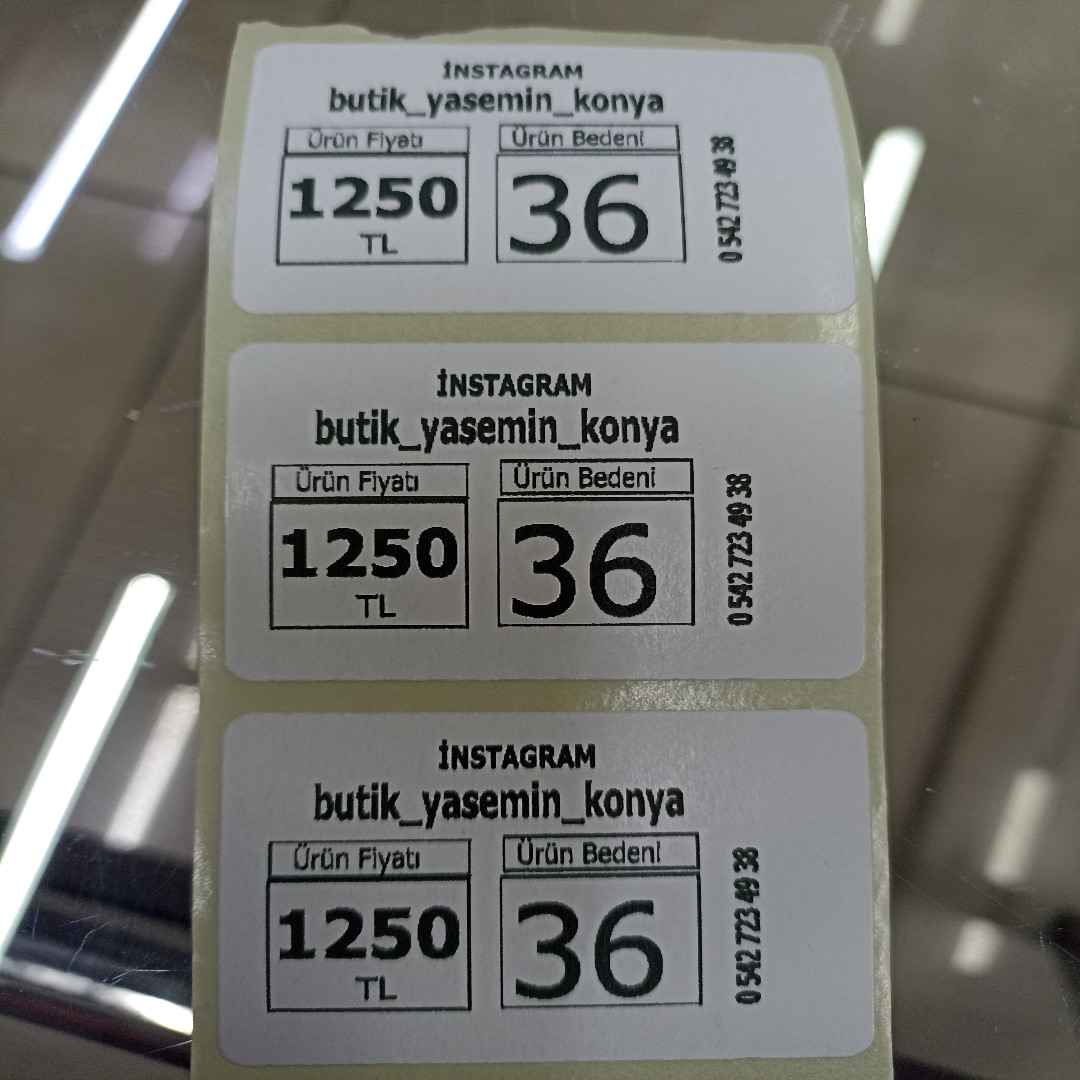 İNSTAGRAM
butik_yasemin_konya
Ürün Fiyatı Ürün Bedeni
1250 36
TL
0 542 723 49 38
İNSTAGRAM
butik_yasemin_konya
Ürün Fiyatı Ürün Bedeni
1250 36
TL
0 542 723 49 38
İNSTAGRAM
butik_yasemin_konya
Ürün Fiyatı Ürün Bedeni
1250 36
TL
0 542 723 49 38